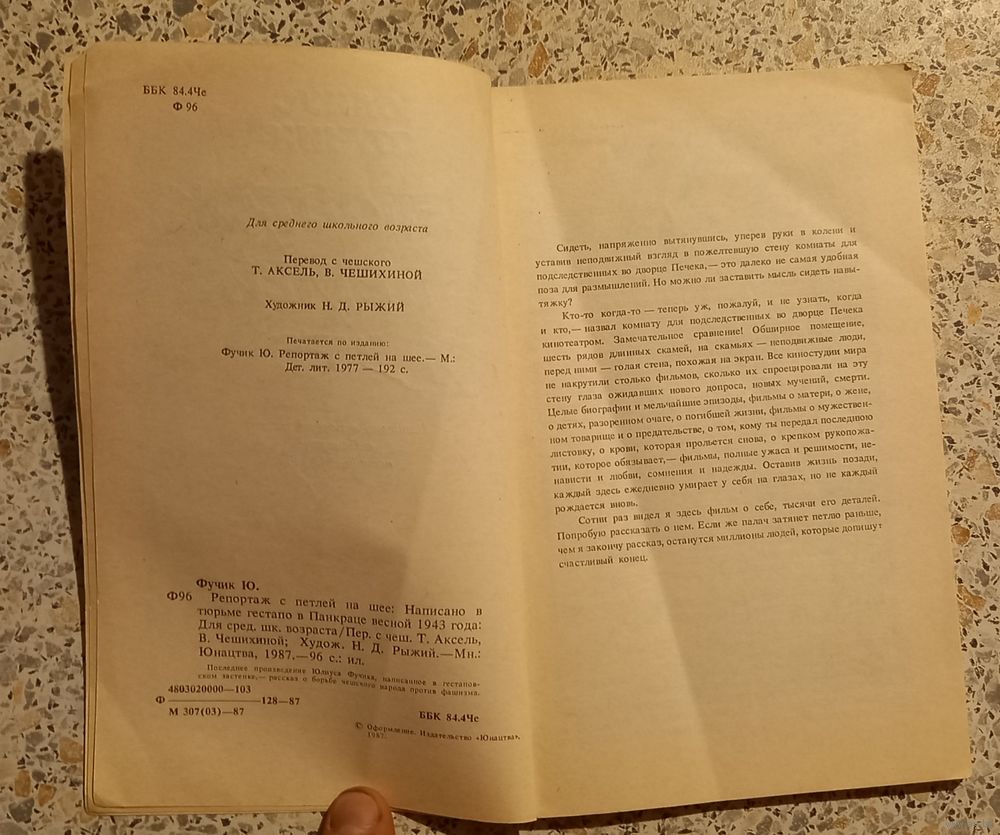 ББК 84.4Че
Ф 96
Для среднего школьного возраста
Перевод с чешского
Т. АКСЕЛЬ, В. ЧЕШИХИНОЙ
Художник Н. Д. РЫЖИЙ
Печатается по изданию:
Фучик Ю. Репортаж с петлей на шее.— М.:
Дет. лит. 1977 — 192 с.
Фучик Ю.
Ф96 Репортаж с петлей на шее: Написано в
тюрьме гестапо в Панкраце весной 1943 года:
Для сред. шк. возраста/Пер. с чеш. Т. Аксель,
В. Чешихиной; Худож. Н. Д. Рыжий.—Мн.:
Юнацтва, 1987.—96 с.: ил.
Последнее произведение Юлиуса Фучика, написанное в гестапов-
ском застенке,— рассказ о борьбе чешского народа против фашизма.
4803020000—103
Ф ————— 128—87
М 307(03)—87
ББК 84.4Че
© Оформление. Издательство «Юнацтва»,
1987.
Сидеть, напряженно вытянувшись, уперев руки в колени и
уставив неподвижный взгляд в пожелтевшую стену комнаты для
подследственных во дворце Печека,— это далеко не самая удобная
поза для размышлений. Но можно ли заставить мысль сидеть навы-
тяжку?
Кто-то когда-то — теперь уж, пожалуй, и не узнать, когда
и кто,— назвал комнату для подследственных во дворце Печека
кинотеатром. Замечательное сравнение! Обширное помещение,
шесть рядов длинных скамей, на скамьях — неподвижные люди,
перед ними — голая стена, похожая на экран. Все киностудии мира
не накрутили столько фильмов, сколько их спроецировали на эту
стену глаза ожидавших нового допроса, новых мучений, смерти.
Целые биографии и мельчайшие эпизоды, фильмы о матери, о жене,
о детях, разоренном очаге, о погибшей жизни, фильмы о мужествен-
ном товарище и о предательстве, о том, кому ты передал последнюю
листовку, о крови, которая прольется снова, о крепком рукопожа-
тии, которое обязывает,— фильмы, полные ужаса и решимости, не-
нависти и любви, сомнения и надежды. Оставив жизнь позади,
каждый здесь ежедневно умирает у себя на глазах, но не каждый
рождается вновь.
Сотни раз видел я здесь фильм о себе, тысячи его деталей.
Попробую рассказать о нем. Если же палач затянет петлю раньше,
чем я закончу рассказ, останутся миллионы людей, которые допишут
счастливый конец.